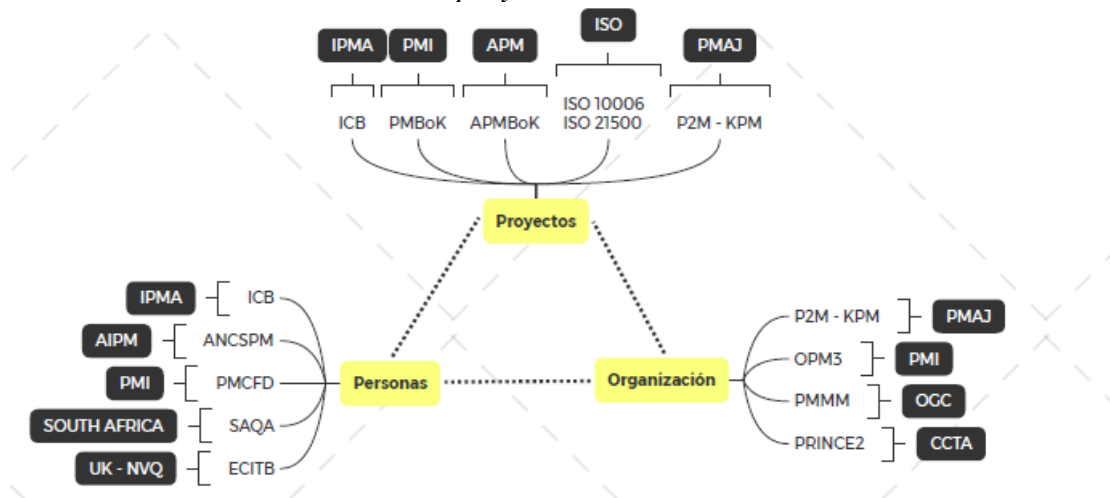 ISO
IPMA PMI APM PMAJ
ISO 10006
ICB PMBoK APMBoK ISO 21500 P2M - KPM
Proyectos
IPMA ICB
AIPM ANCSPM
PMI PMCFD
SOUTH AFRICA SAQA
UK - NVQ ECITB
Personas
Organización
P2M - KPM PMAJ
OPM3 PMI
PMMM OGC
PRINCE2 CCTA